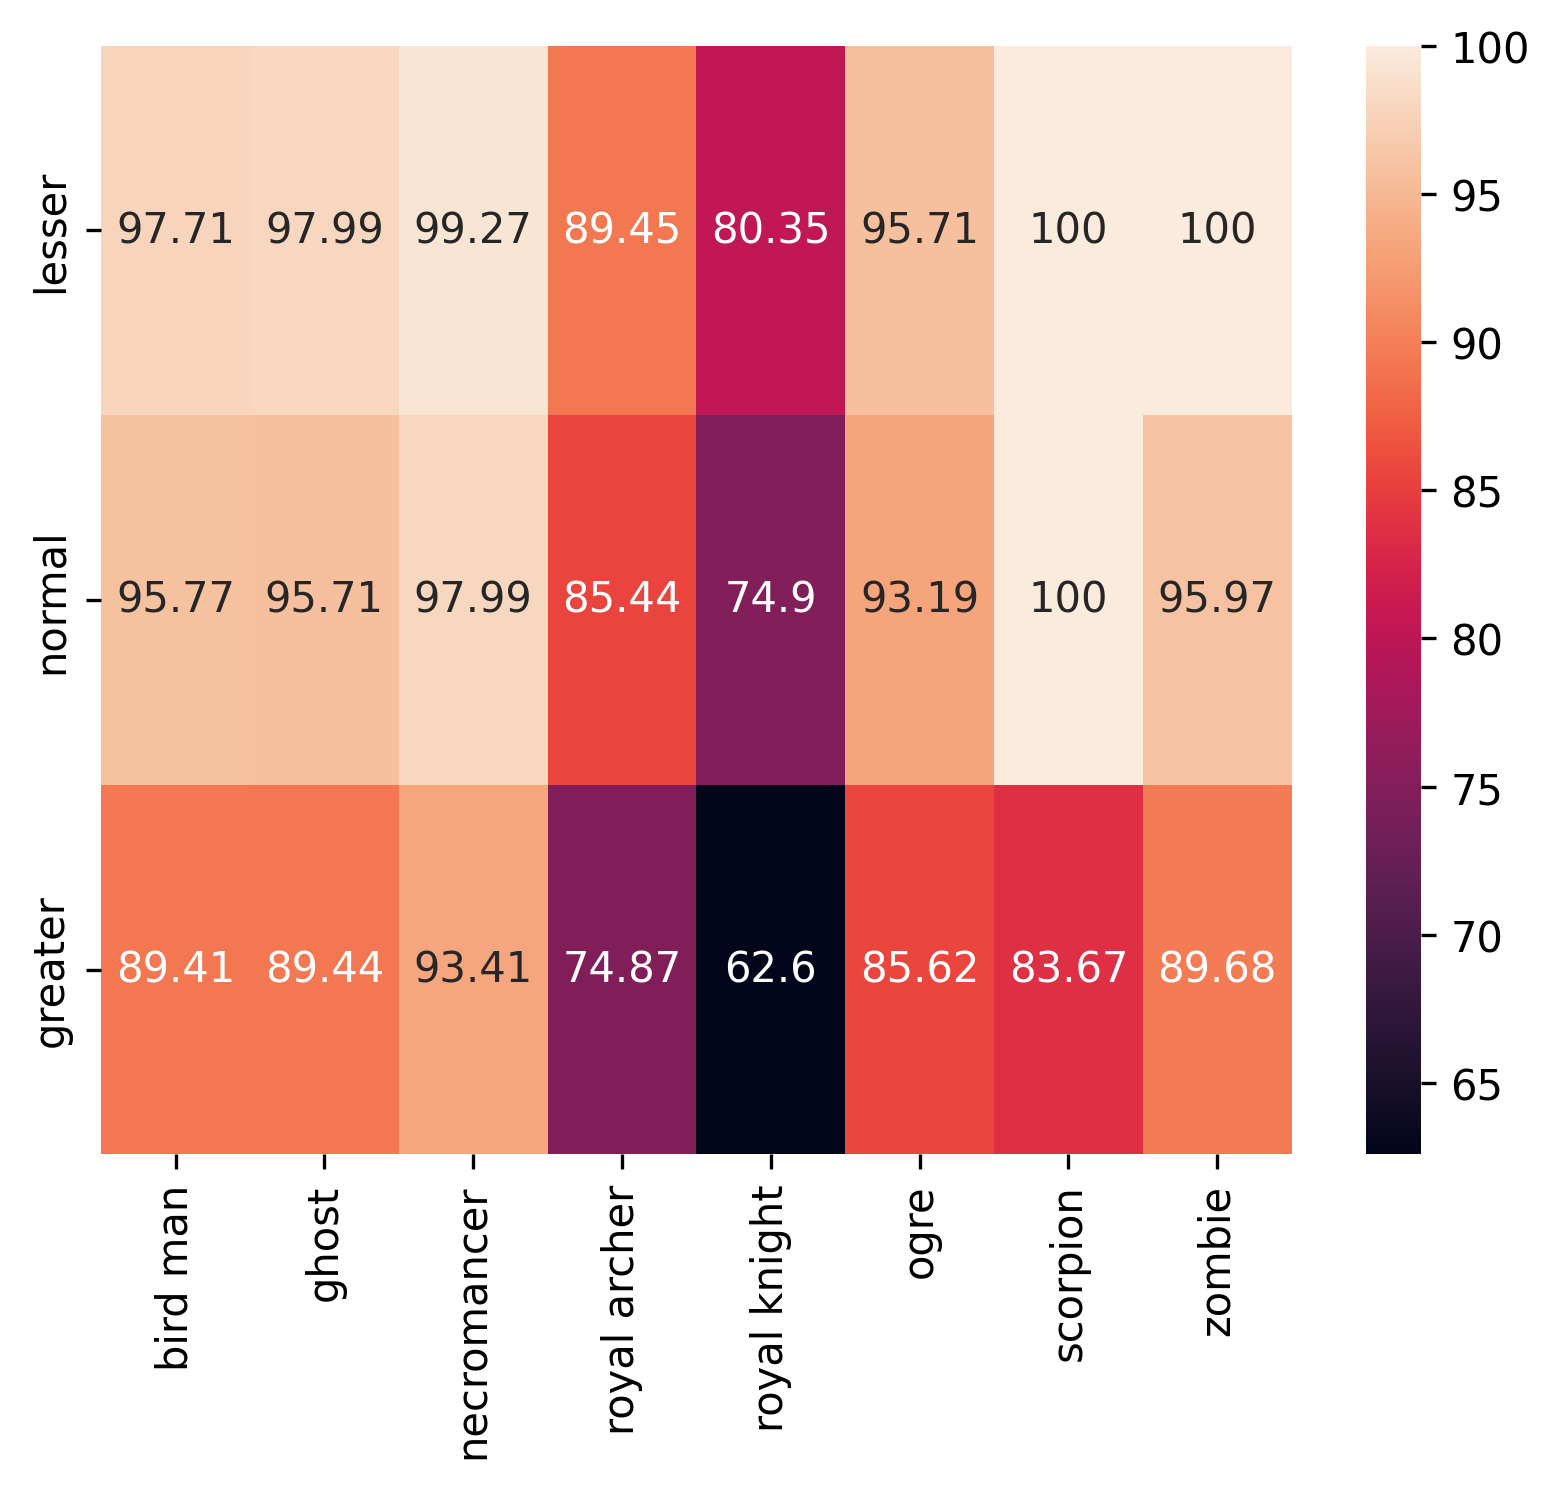 lesser 97.71 97.99 99.27 89.45 80.35 95.71 100 100
normal 95.77 95.71 97.99 85.44 74.9 93.19 100 95.97
greater 89.41 89.44 93.41 74.87 62.6 85.62 83.67 89.68
bird man
ghost
necromancer
royal archer
royal knight
ogre
scorpion
zombie
100
95
90
85
80
75
70
65